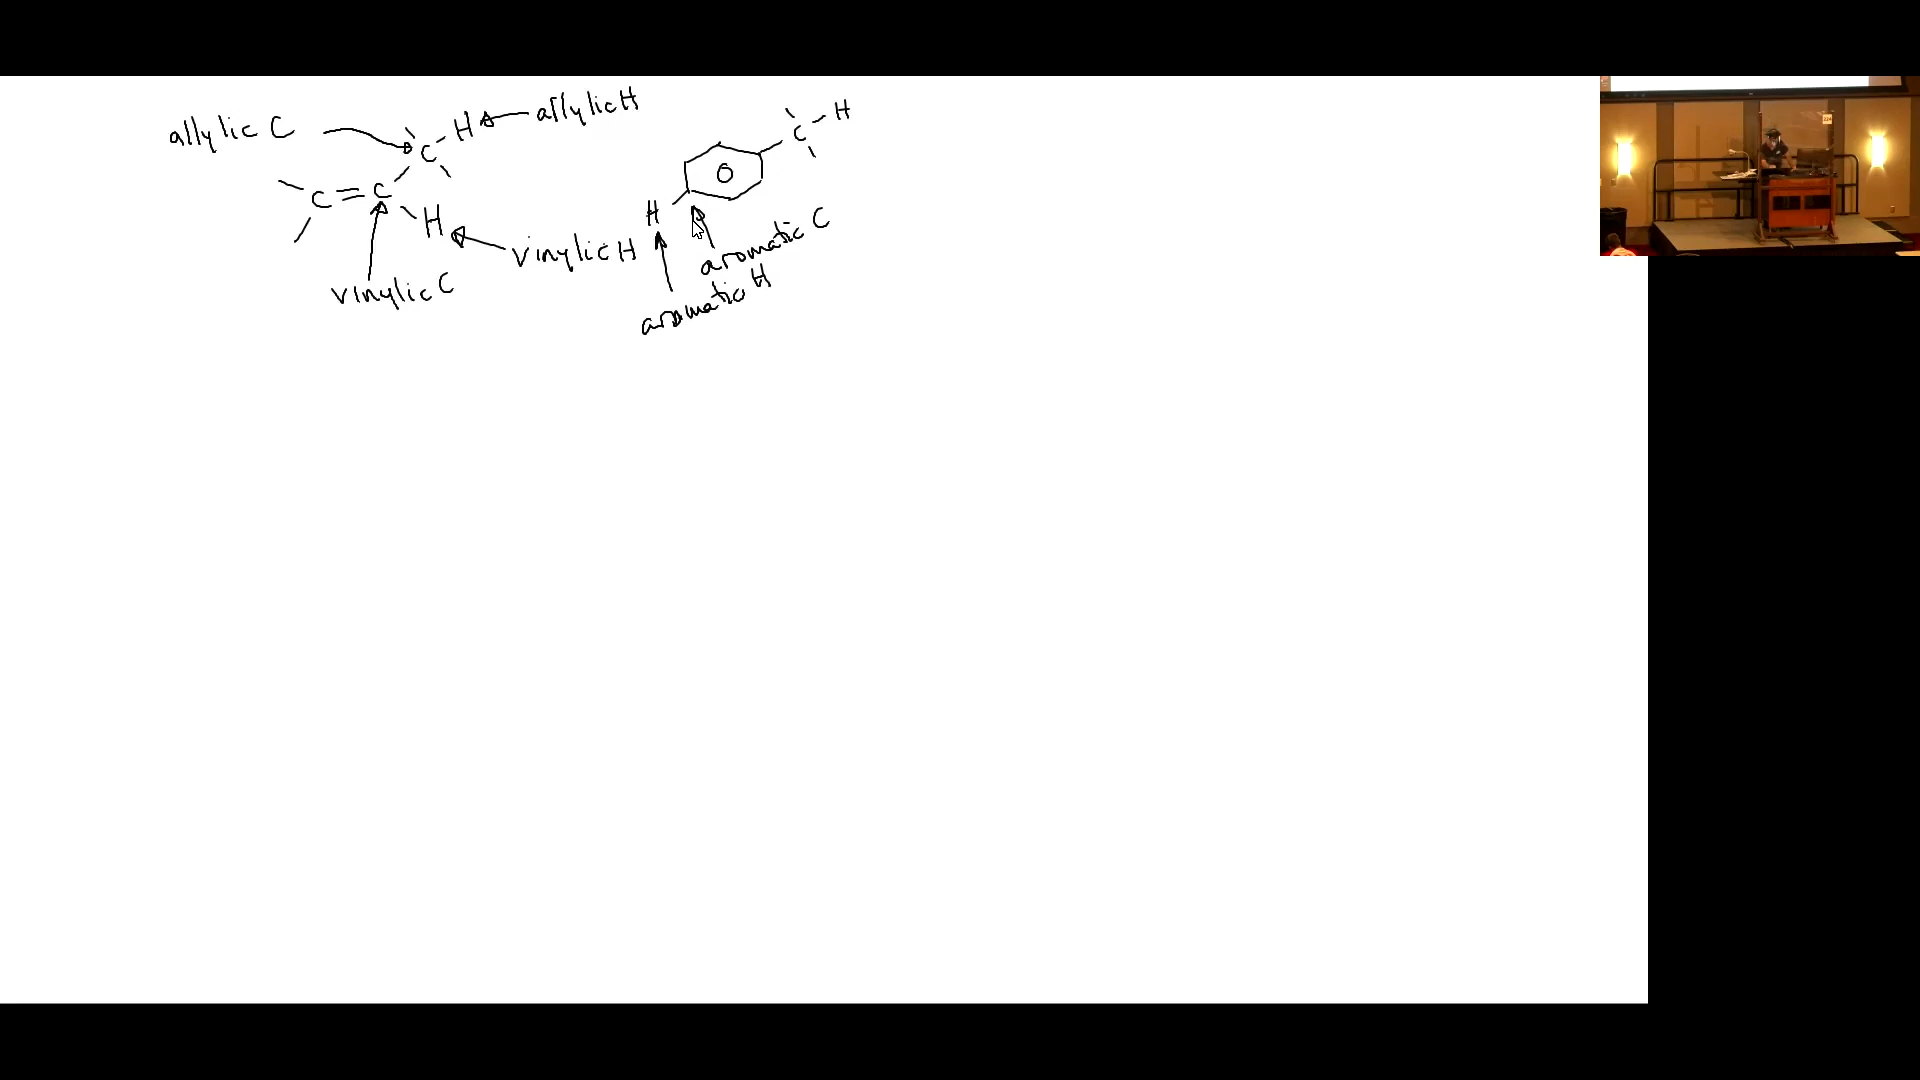 allylic C
C
H
allylic H
C = C
H
vinylic H
vinylic C
C
H
H
aromatic C
aromatic H